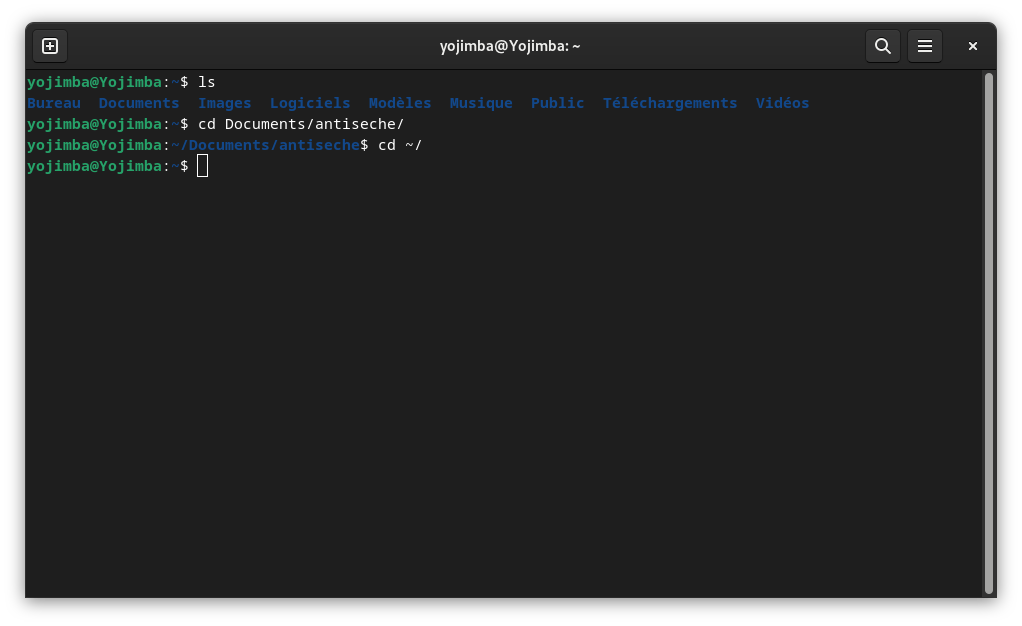 yojimba@Yojimba: ~
yojimba@Yojimba:~$ ls
Bureau  Documents  Images  Logiciels  Modèles  Musique  Public  Téléchargements  Vidéos
yojimba@Yojimba:~$ cd Documents/antiseche/
yojimba@Yojimba:~/Documents/antiseche$ cd ~/
yojimba@Yojimba:~$